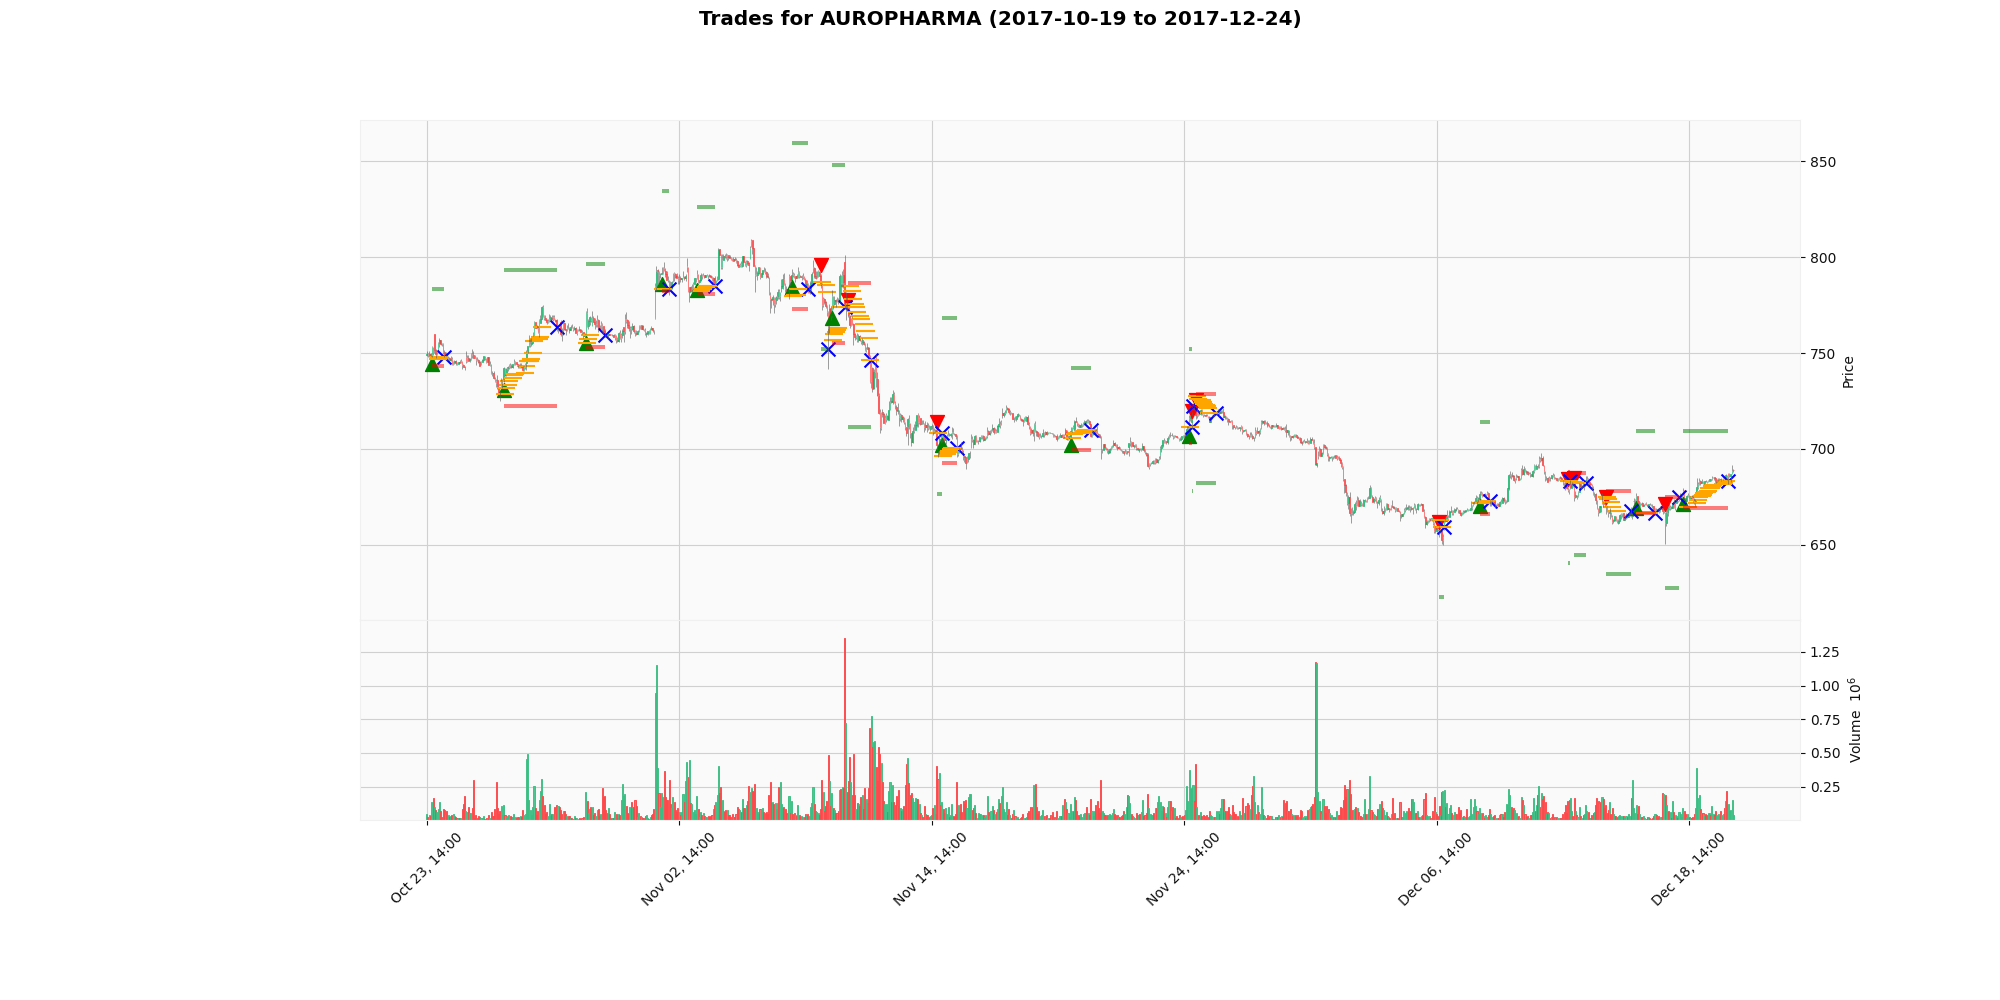 Trades for AUROPHARMA (2017-10-19 to 2017-12-24)
850
800
750
700
650
Price
1.25
1.00
0.75
0.50
0.25
Volume 10⁶
Oct 23, 14:00
Nov 02, 14:00
Nov 14, 14:00
Nov 24, 14:00
Dec 06, 14:00
Dec 18, 14:00